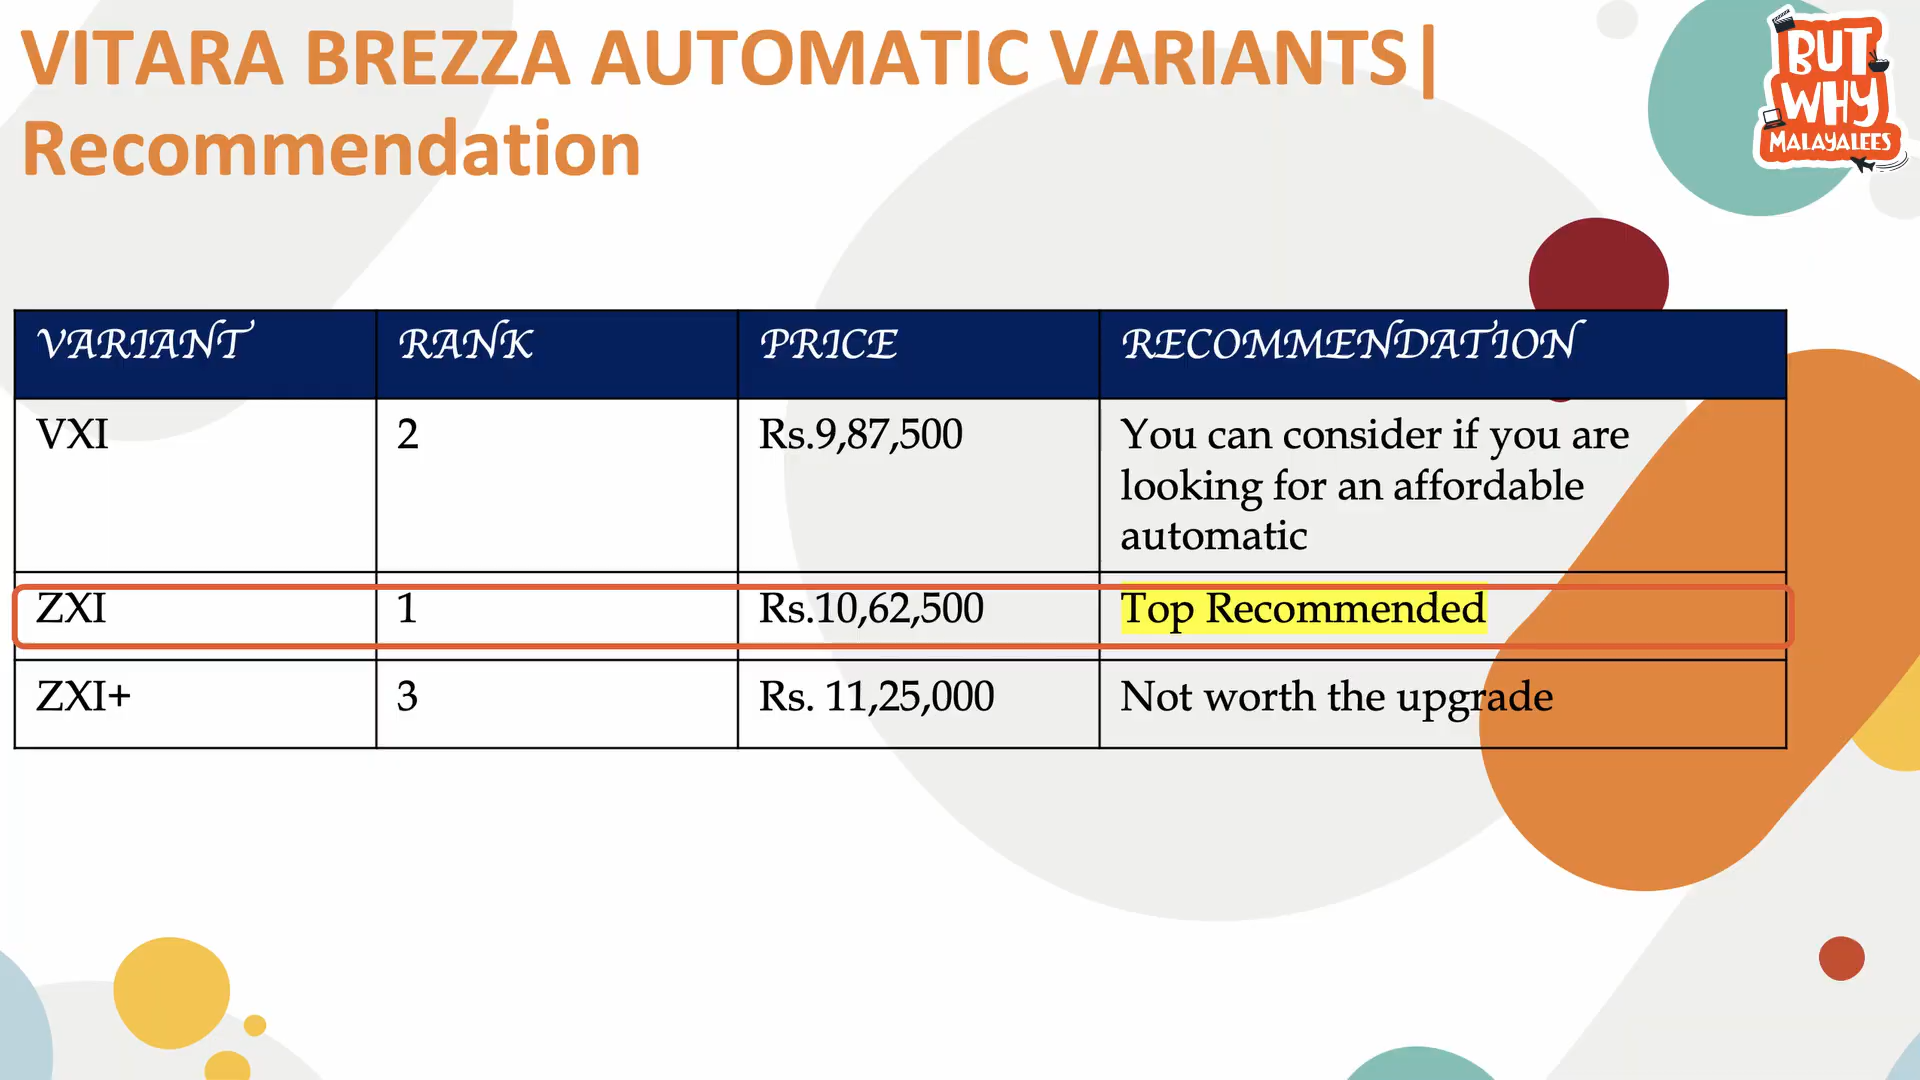 VITARA BREZZA AUTOMATIC VARIANTS|
Recommendation
BUT
WHY
MALAYALEES
VARIANT RANK PRICE RECOMMENDATION
VXI 2 Rs.9,87,500 You can consider if you are
looking for an affordable
automatic
ZXI 1 Rs.10,62,500 Top Recommended
ZXI+ 3 Rs. 11,25,000 Not worth the upgrade